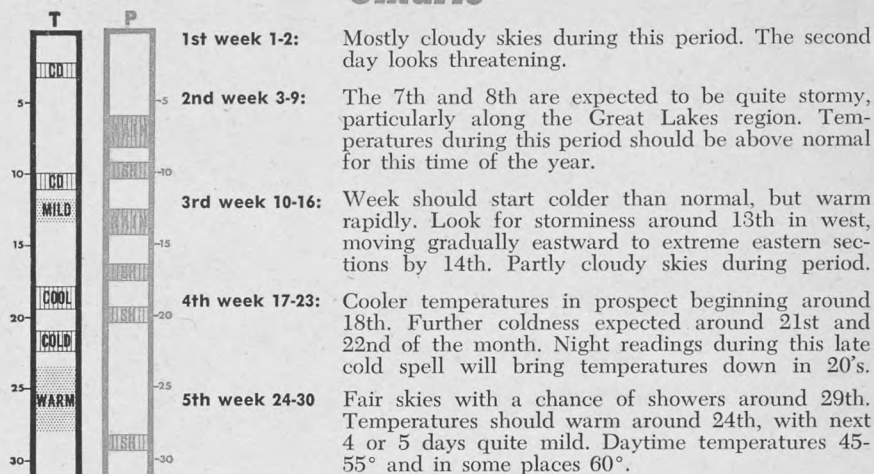 Ontario
T P
CD
5
5
1st week 1-2: Mostly cloudy skies during this period. The second
day looks threatening.
2nd week 3-9: The 7th and 8th are expected to be quite stormy,
particularly along the Great Lakes region. Tem-
peratures during this period should be above normal
for this time of the year.
10
CD
10
MILD
3rd week 10-16: Week should start colder than normal, but warm
rapidly. Look for storminess around 13th in west,
moving gradually eastward to extreme eastern sec-
tions by 14th. Partly cloudy skies during period.
15
15
COOL
20
20
COLD
4th week 17-23: Cooler temperatures in prospect beginning around
18th. Further coldness expected around 21st and
22nd of the month. Night readings during this late
cold spell will bring temperatures down in 20's.
25
25
WARM
5th week 24-30 Fair skies with a chance of showers around 29th.
Temperatures should warm around 24th, with next
4 or 5 days quite mild. Daytime temperatures 45-
55° and in some places 60°.
SH
30
30